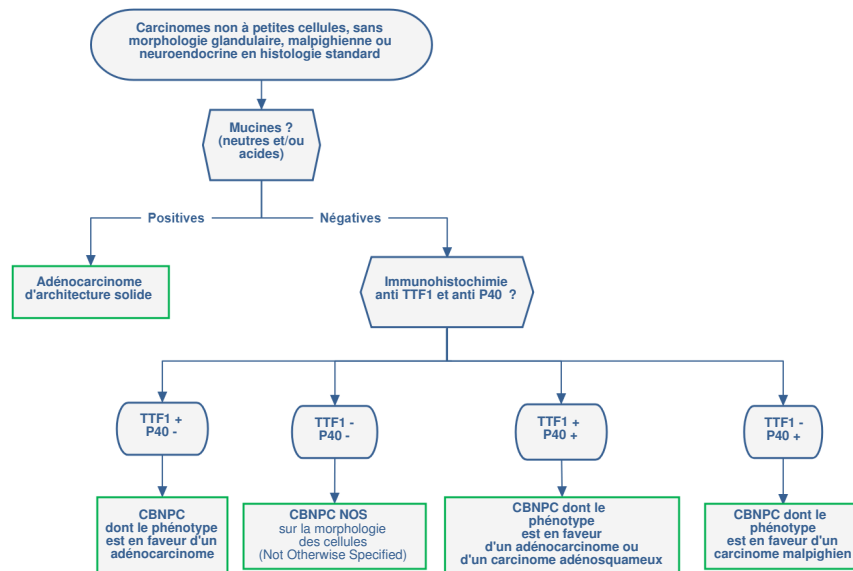 Carcinomes non à petites cellules, sans
morphologie glandulaire, malpighienne ou
neuroendocrine en histologie standard
Mucines ?
(neutres et/ou
acides)
Positives
Négatives
Adénocarcinome
d'architecture solide
Immunohistochimie
anti TTF1 et anti P40 ?
TTF1 +
P40 -
TTF1 -
P40 -
TTF1 +
P40 +
TTF1 -
P40 +
CBNPC
dont le phénotype
est en faveur d'un
adénocarcinome
CBNPC NOS
sur la morphologie
des cellules
(Not Otherwise Specified)
CBNPC dont le
phénotype
est en faveur
d'un adénocarcinome ou
d'un carcinome adénosquameux
CBNPC dont le
phénotype
est en faveur d'un
carcinome malpighien